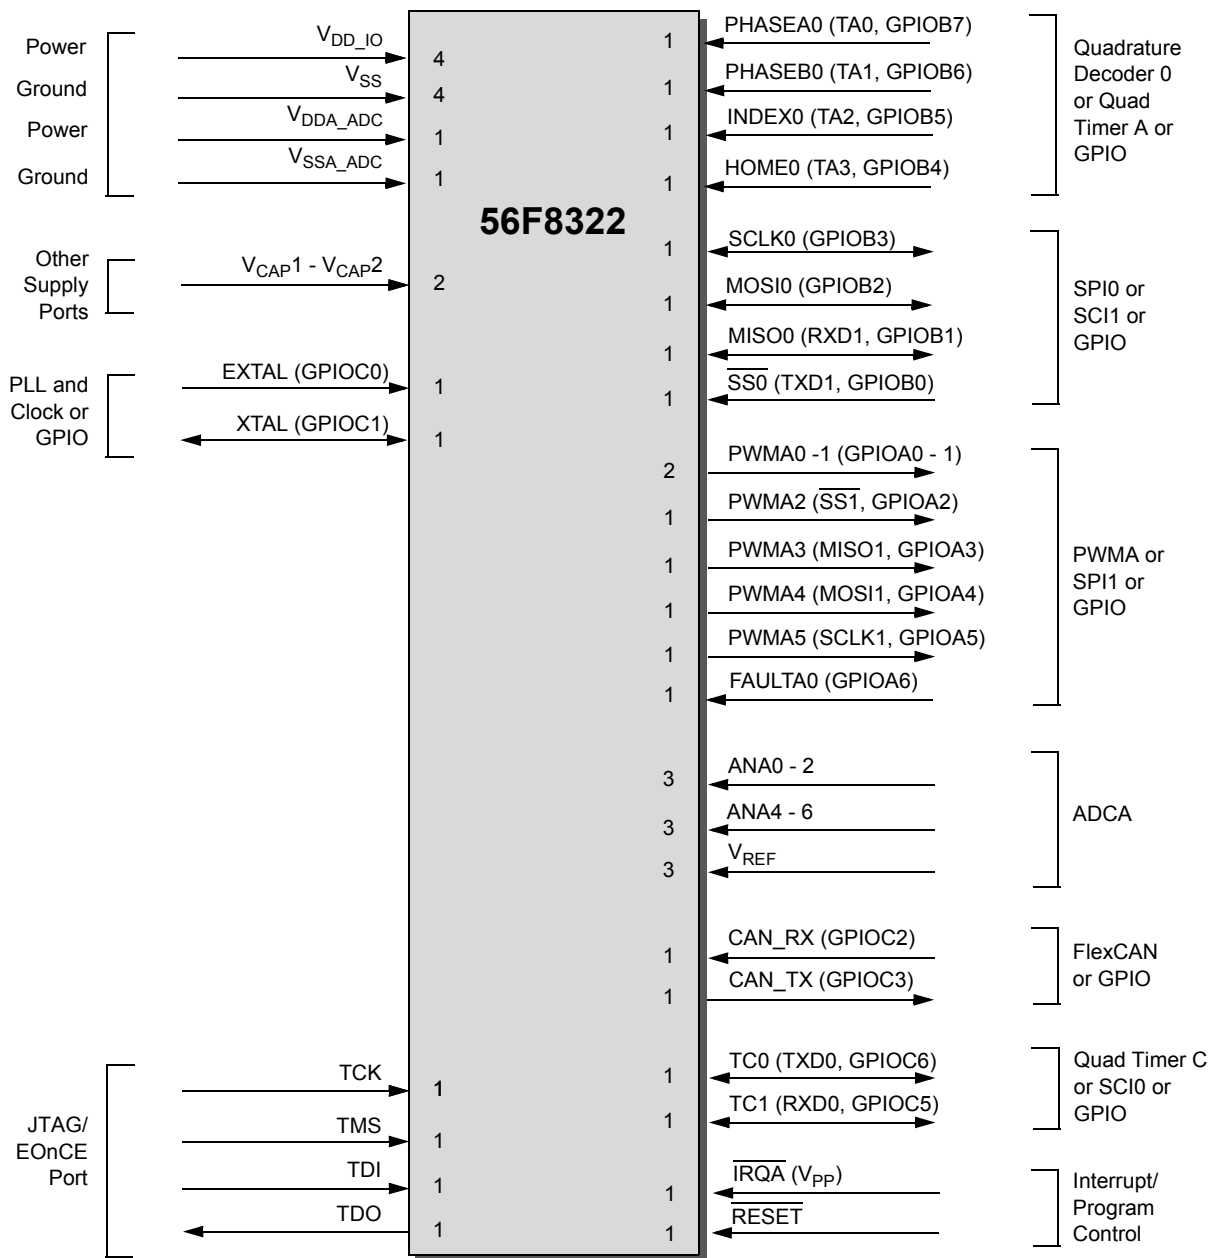 56F8322
Power
V_DD_IO
4
Ground
V_SS
4
Power
V_DDA_ADC
1
Ground
V_SSA_ADC
1
Other
Supply
Ports
V_CAP1 - V_CAP2
2
PLL and
Clock or
GPIO
EXTAL (GPIOC0)
1
XTAL (GPIOC1)
1
JTAG/
EOnCE
Port
TCK
1
TMS
1
TDI
1
TDO
1
1
PHASEA0 (TA0, GPIOB7)
1
PHASEB0 (TA1, GPIOB6)
1
INDEX0 (TA2, GPIOB5)
1
HOME0 (TA3, GPIOB4)
Quadrature
Decoder 0
or Quad
Timer A or
GPIO
1
SCLK0 (GPIOB3)
1
MOSI0 (GPIOB2)
1
MISO0 (RXD1, GPIOB1)
1
S̅S̅0̅ (TXD1, GPIOB0)
SPI0 or
SCI1 or
GPIO
2
PWMA0 -1 (GPIOA0 - 1)
1
PWMA2 (S̅S̅1̅, GPIOA2)
1
PWMA3 (MISO1, GPIOA3)
1
PWMA4 (MOSI1, GPIOA4)
1
PWMA5 (SCLK1, GPIOA5)
1
FAULTA0 (GPIOA6)
PWMA or
SPI1 or
GPIO
3
ANA0 - 2
3
ANA4 - 6
3
V_REF
ADCA
1
CAN_RX (GPIOC2)
1
CAN_TX (GPIOC3)
FlexCAN
or GPIO
1
TC0 (TXD0, GPIOC6)
1
TC1 (RXD0, GPIOC5)
Quad Timer C
or SCI0 or
GPIO
1
I̅R̅Q̅A̅ (V_PP)
1
R̅E̅S̅E̅T̅
Interrupt/
Program
Control